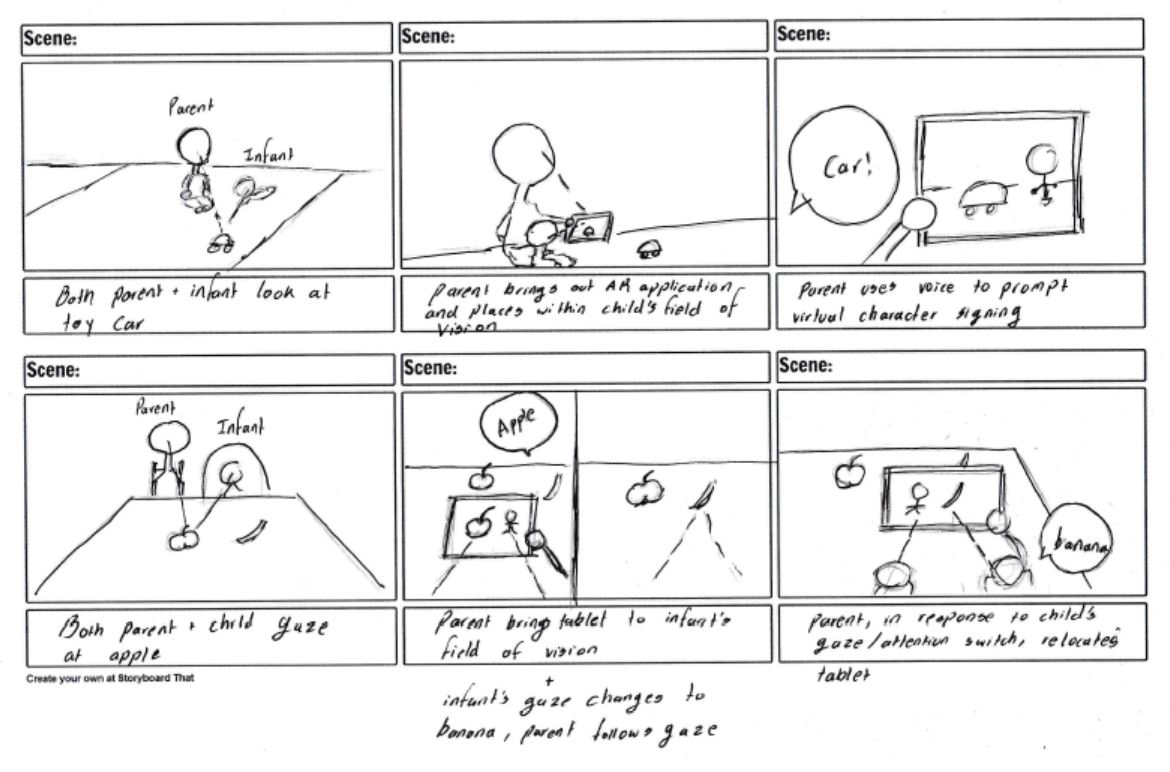 Scene:
Scene:
Scene:
Parent
Infant
Car!
Both parent + infant look at
toy car
Parent brings out AR application
and places within child's field of
vision
Parent uses voice to prompt
virtual character signing
Scene:
Scene:
Scene:
Parent
Infant
Apple
banana
Both parent + child gaze
at apple
Parent bring tablet to infant's
field of vision
+
infant's gaze changes to
banana, parent follows gaze
Parent, in response to child's
gaze/attention switch, relocates
tablet
Create your own at Storyboard That